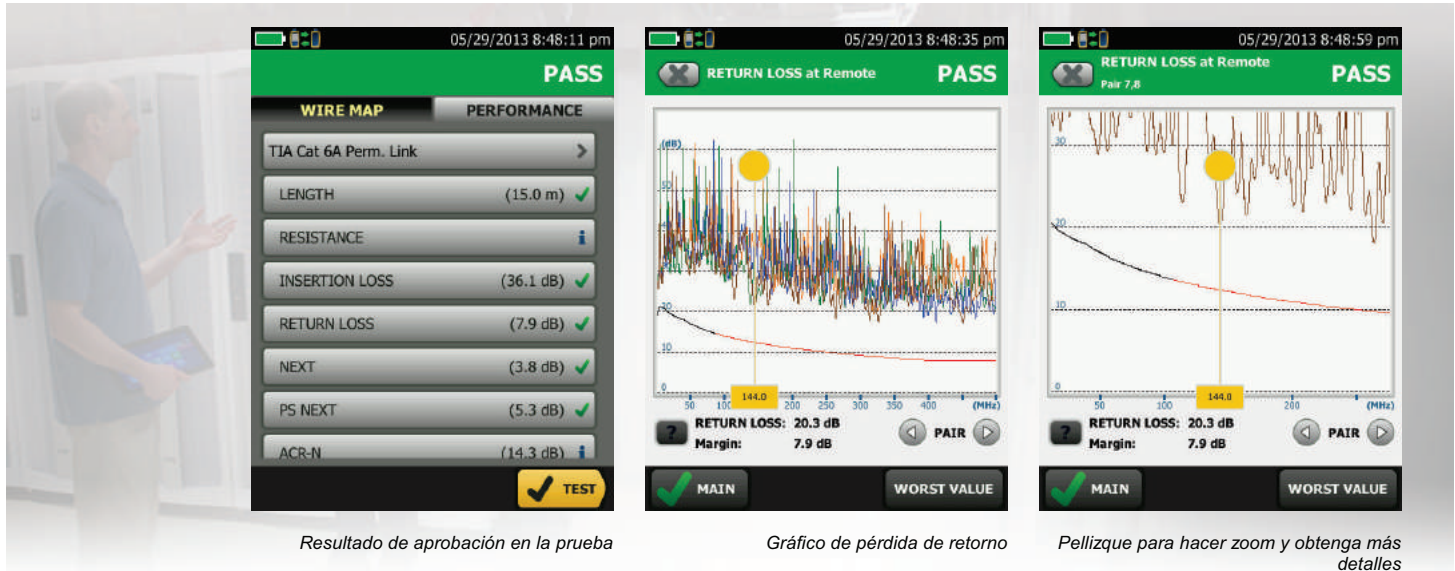 05/29/2013 8:48:11 pm
PASS
WIRE MAP PERFORMANCE
TIA Cat 6A Perm. Link
LENGTH (15.0 m)
RESISTANCE
INSERTION LOSS (36.1 dB)
RETURN LOSS (7.9 dB)
NEXT (3.8 dB)
PS NEXT (5.3 dB)
ACR-N (14.3 dB)
TEST
Resultado de aprobación en la prueba
05/29/2013 8:48:35 pm
RETURN LOSS at Remote PASS
(dB)
50
30
10
0
50 100 144.0 200 250 300 350 400 (MHz)
RETURN LOSS: 20.3 dB
Margin: 7.9 dB
? PAIR
MAIN WORST VALUE
Gráfico de pérdida de retorno
05/29/2013 8:48:59 pm
RETURN LOSS at Remote
Pair 7,8
PASS
30
20
10
0
50 100 144.0 200 (MHz)
RETURN LOSS: 20.3 dB
Margin: 7.9 dB
? PAIR
MAIN WORST VALUE
Pellizque para hacer zoom y obtenga más
detalles